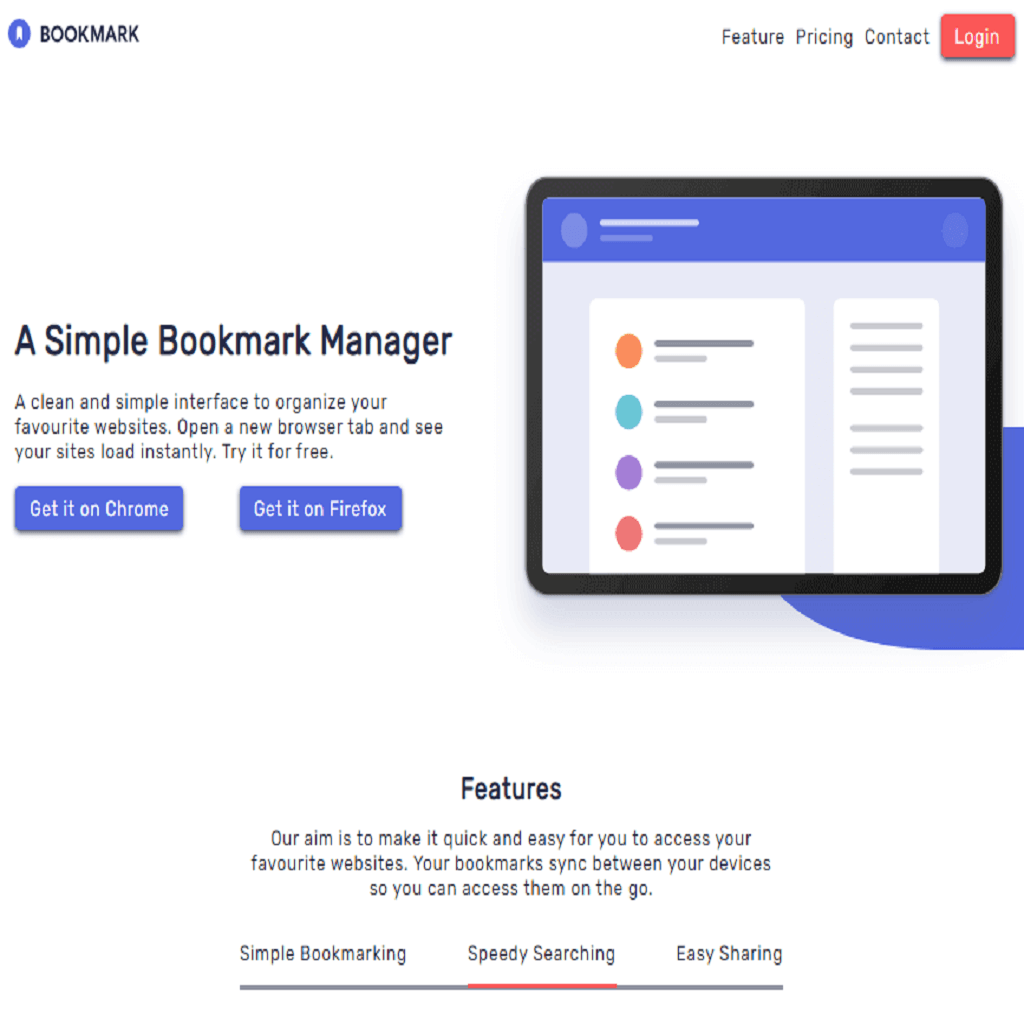 BOOKMARK
Feature Pricing Contact Login
A Simple Bookmark Manager
A clean and simple interface to organize your
favourite websites. Open a new browser tab and see
your sites load instantly. Try it for free.
Get it on Chrome Get it on Firefox
Features
Our aim is to make it quick and easy for you to access your
favourite websites. Your bookmarks sync between your devices
so you can access them on the go.
Simple Bookmarking Speedy Searching Easy Sharing